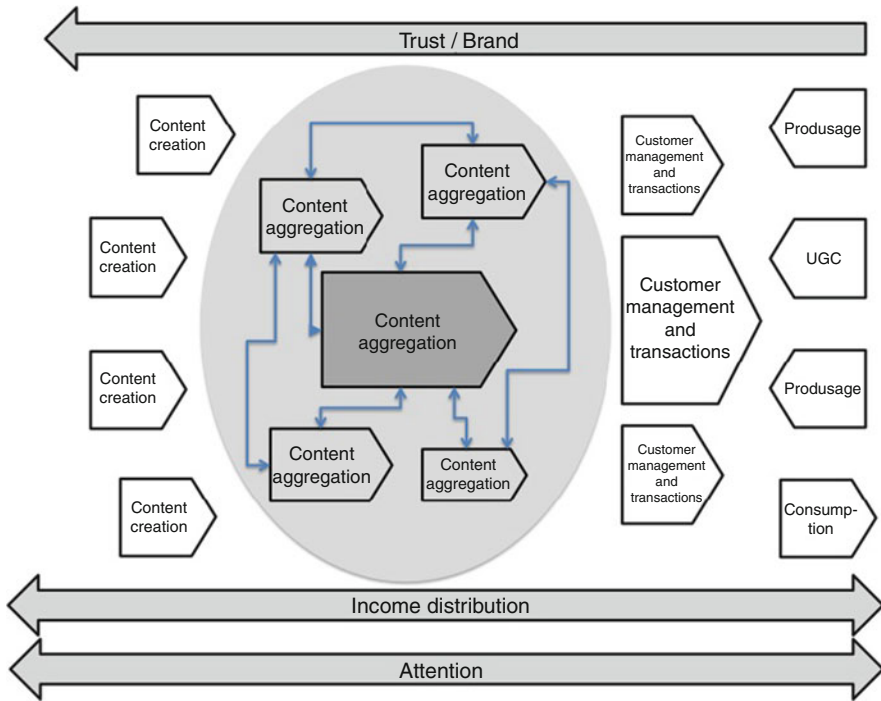 Trust / Brand
Content
creation
Content
creation
Content
creation
Content
creation
Content
aggregation
Content
aggregation
Content
aggregation
Content
aggregation
Content
aggregation
Customer
management
and
transactions
Customer
management
and
transactions
Customer
management
and
transactions
Produsage
UGC
Produsage
Consump-
tion
Income distribution
Attention